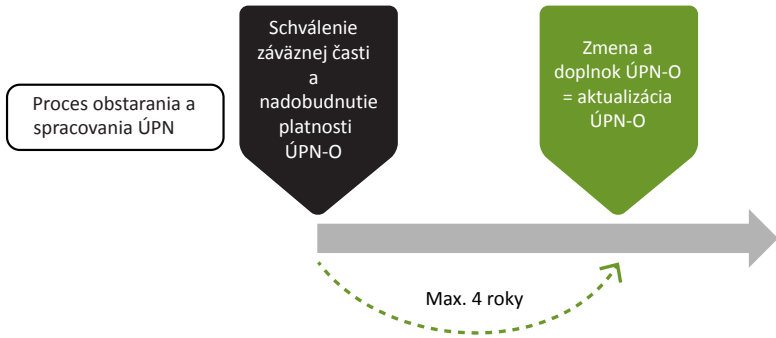 Proces obstarania a
spracovania ÚPN
Schválenie
záväznej časti
a
nadobudnutie
platnosti
ÚPN-O
Zmena a
doplnok ÚPN-O
= aktualizácia
ÚPN-O
Max. 4 roky